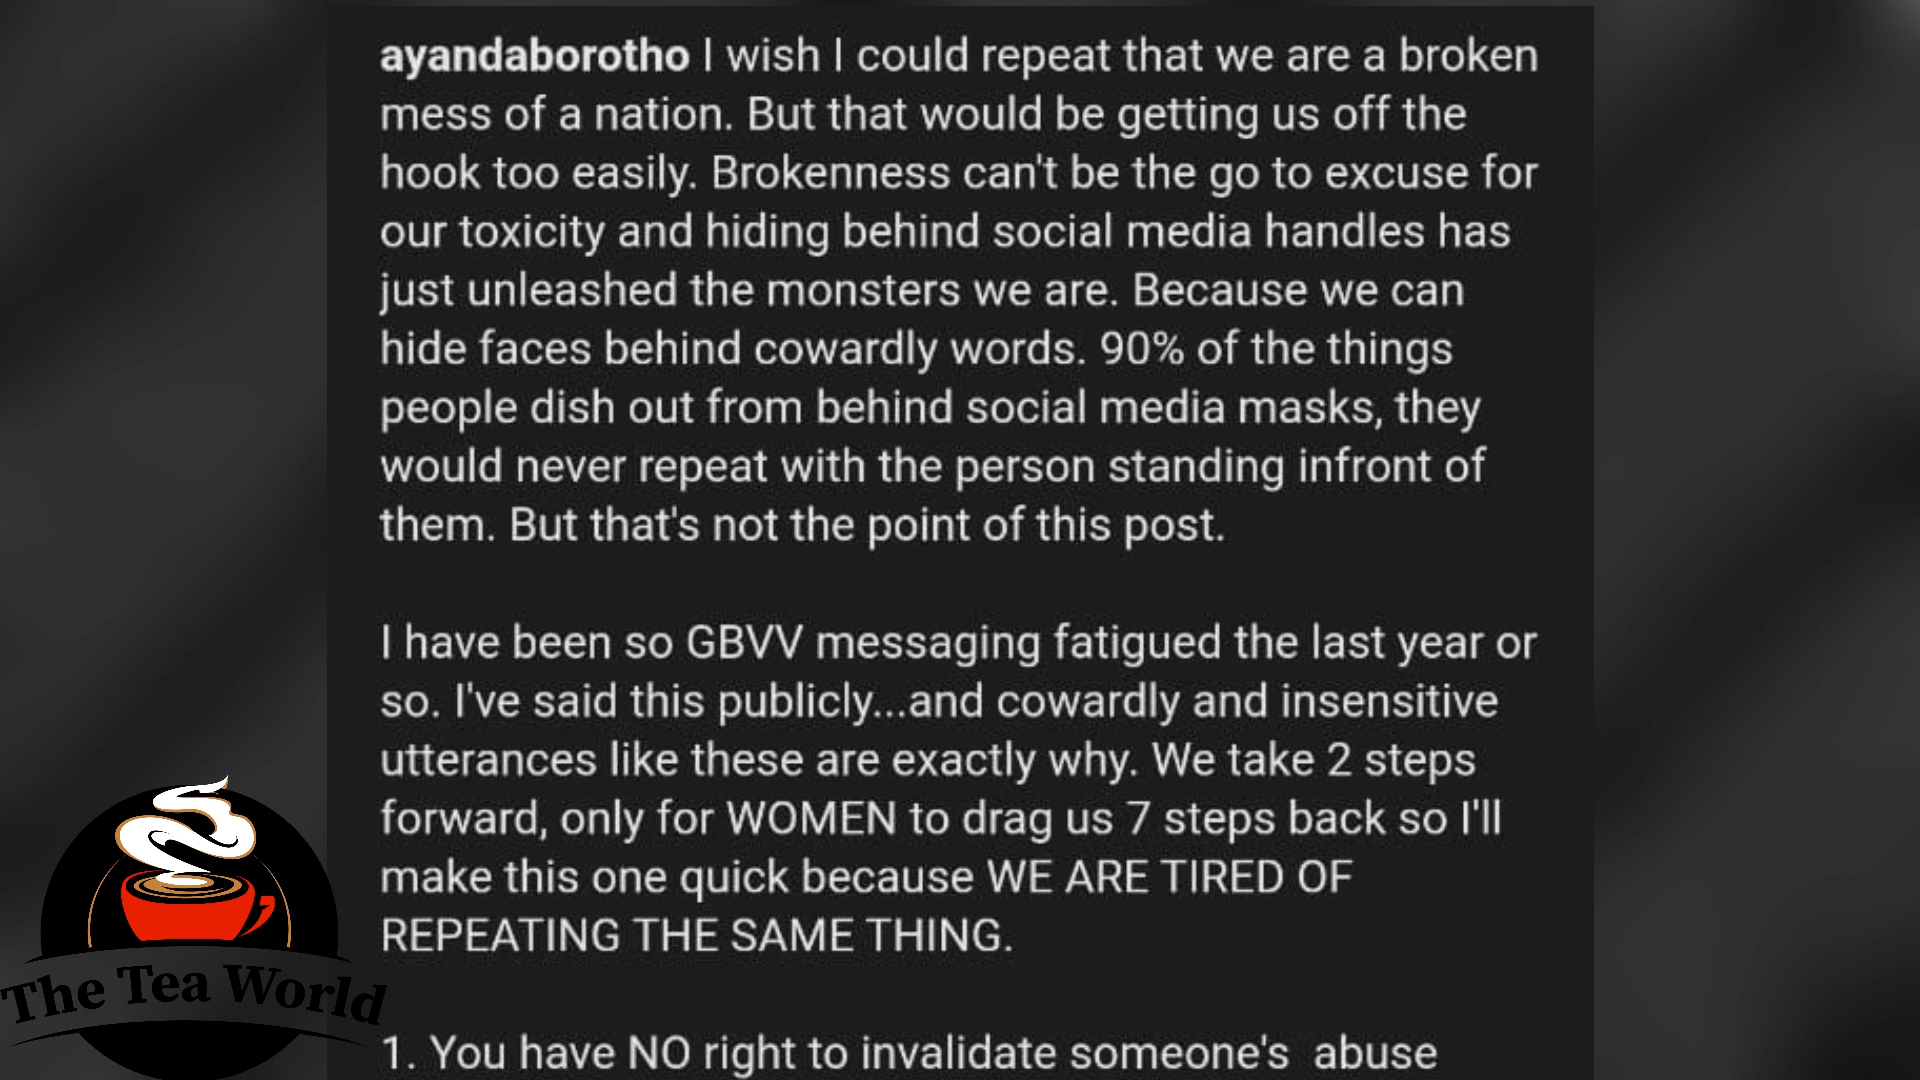 ayandaborotho I wish I could repeat that we are a broken
mess of a nation. But that would be getting us off the
hook too easily. Brokenness can't be the go to excuse for
our toxicity and hiding behind social media handles has
just unleashed the monsters we are. Because we can
hide faces behind cowardly words. 90% of the things
people dish out from behind social media masks, they
would never repeat with the person standing infront of
them. But that's not the point of this post.
I have been so GBVV messaging fatigued the last year or
so. I've said this publicly...and cowardly and insensitive
utterances like these are exactly why. We take 2 steps
forward, only for WOMEN to drag us 7 steps back so I'll
make this one quick because WE ARE TIRED OF
REPEATING THE SAME THING.
1. You have NO right to invalidate someone's  abuse
The Tea World